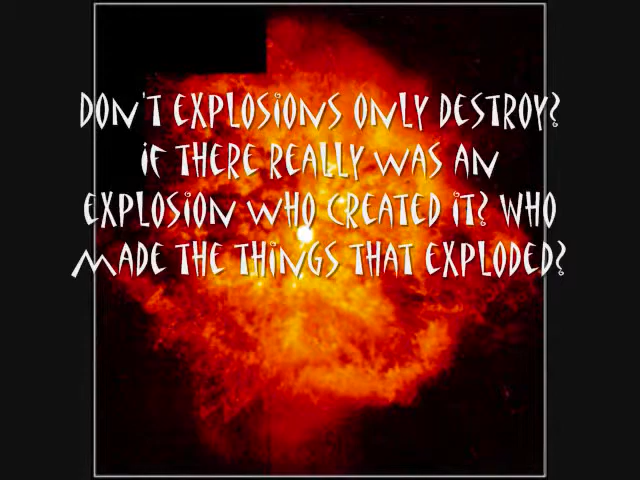 DON'T EXPLOSIONS ONLY DESTROY?
IF THERE REALLY WAS AN
EXPLOSION WHO CREATED IT? WHO
MADE THE THINGS THAT EXPLODED?